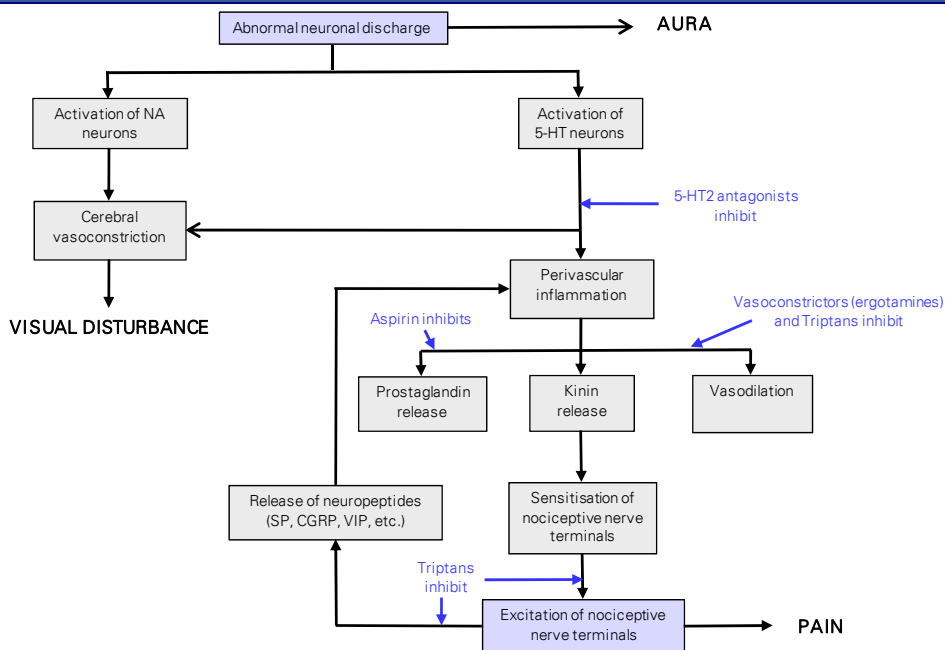 Abnormal neuronal discharge
AURA
Activation of NA
neurons
Activation of
5-HT neurons
5-HT2 antagonists
inhibit
Cerebral
vasoconstriction
Perivascular
inflammation
VISUAL DISTURBANCE
Aspirin inhibits
Vasoconstrictors (ergotamines)
and Triptans inhibit
Prostaglandin
release
Kinin
release
Vasodilation
Release of neuropeptides
(SP, CGRP, VIP, etc.)
Sensitisation of
nociceptive nerve
terminals
Triptans
inhibit
Excitation of nociceptive
nerve terminals
PAIN